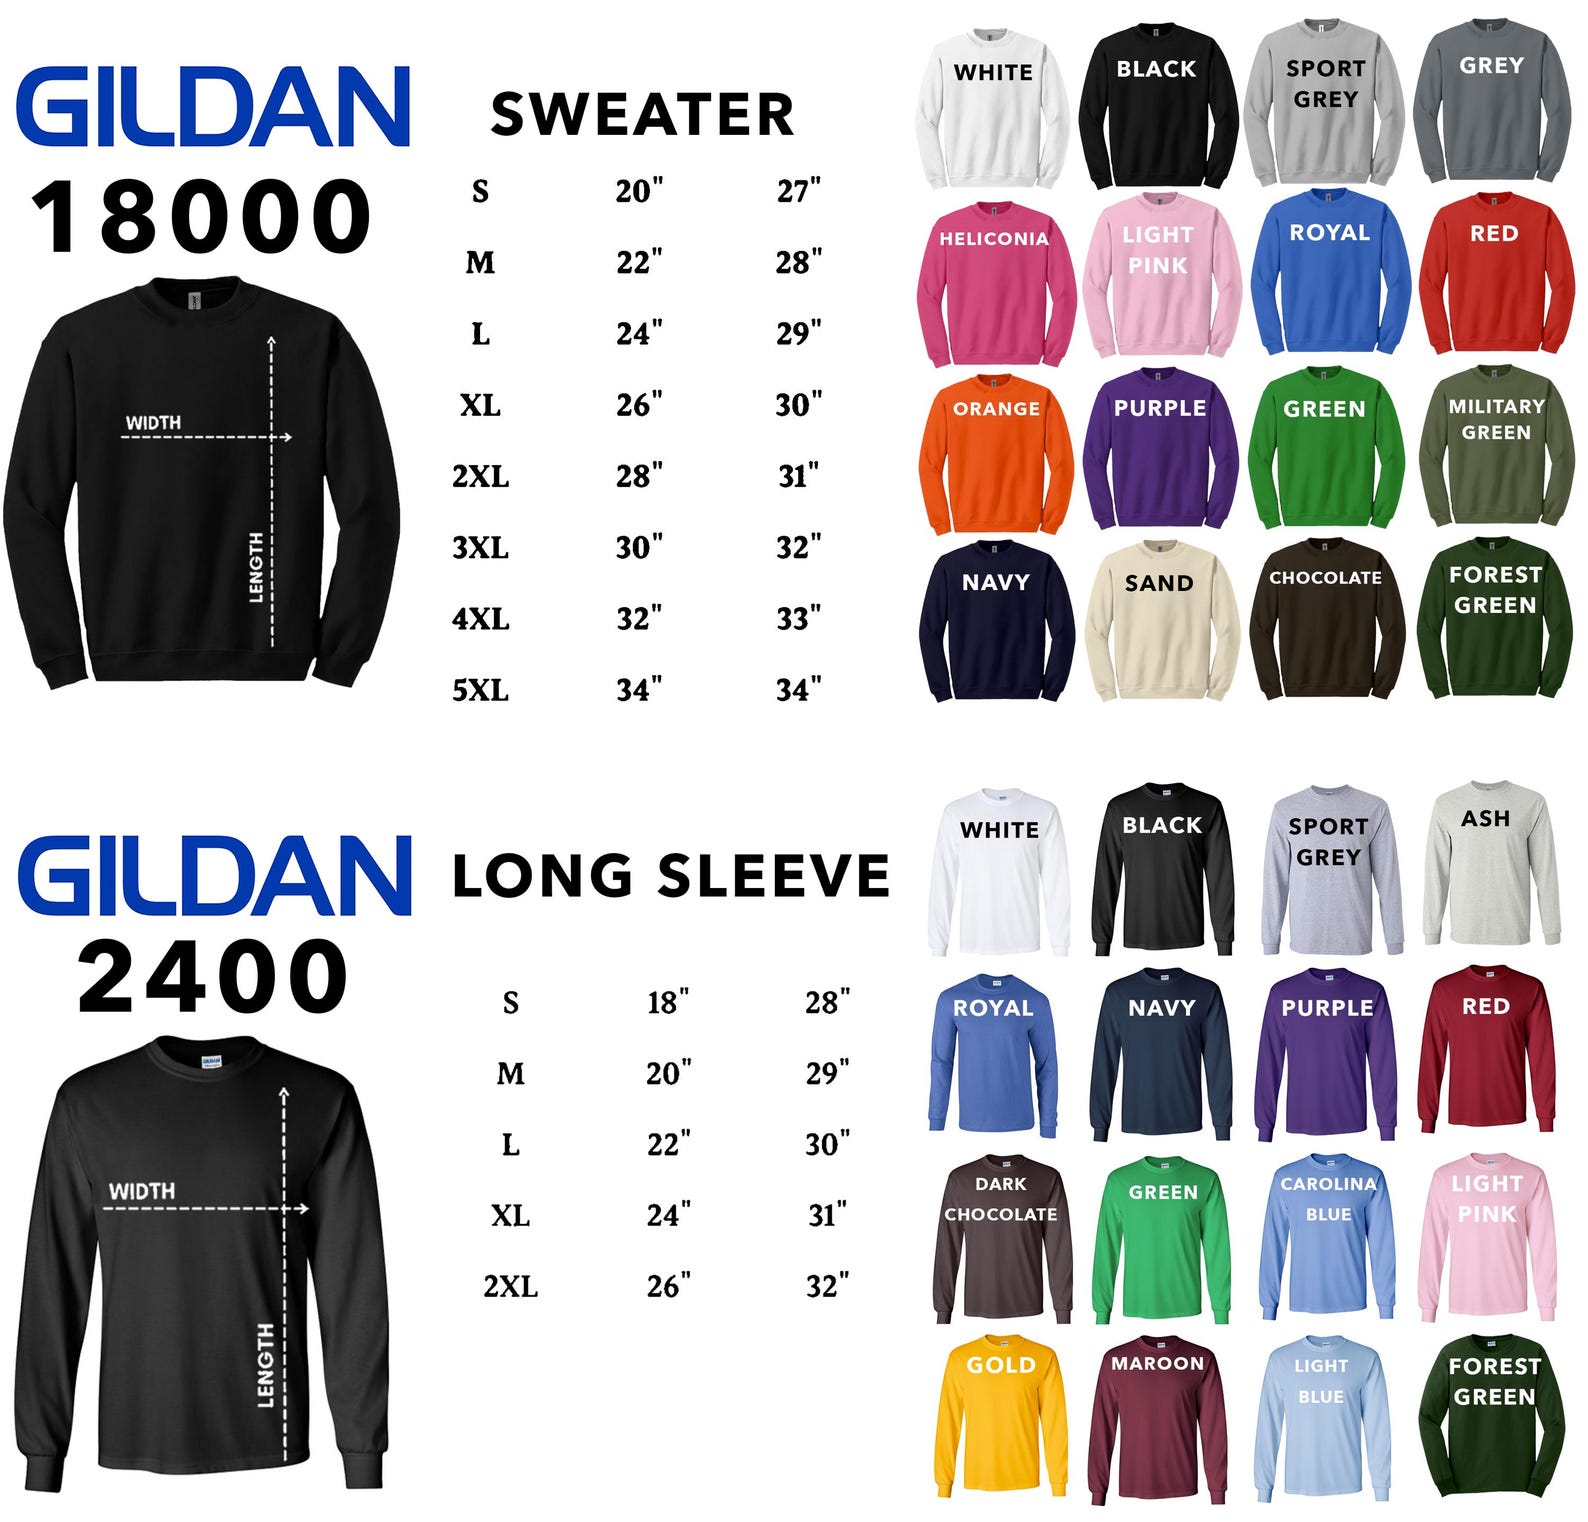 GILDAN
18000
WIDTH
LENGTH
SWEATER
S 20" 27"
M 22" 28"
L 24" 29"
XL 26" 30"
2XL 28" 31"
3XL 30" 32"
4XL 32" 33"
5XL 34" 34"
WHITE
BLACK
SPORT
GREY
GREY
HELICONIA
LIGHT
PINK
ROYAL
RED
ORANGE
PURPLE
GREEN
MILITARY
GREEN
NAVY
SAND
CHOCOLATE
FOREST
GREEN
GILDAN
2400
GILDAN
WIDTH
LENGTH
LONG SLEEVE
S 18" 28"
M 20" 29"
L 22" 30"
XL 24" 31"
2XL 26" 32"
WHITE
BLACK
SPORT
GREY
ASH
ROYAL
NAVY
PURPLE
RED
DARK
CHOCOLATE
GREEN
CAROLINA
BLUE
LIGHT
PINK
GOLD
MAROON
LIGHT
BLUE
FOREST
GREEN